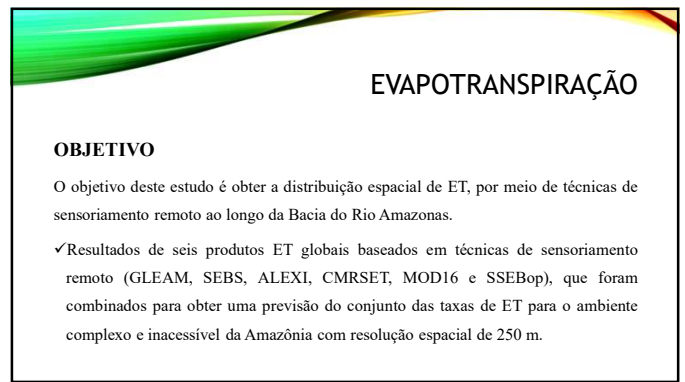 EVAPOTRANSPIRAÇÃO
OBJETIVO
O objetivo deste estudo é obter a distribuição espacial de ET, por meio de técnicas de
sensoriamento remoto ao longo da Bacia do Rio Amazonas.
✓Resultados de seis produtos ET globais baseados em técnicas de sensoriamento
remoto (GLEAM, SEBS, ALEXI, CMRSET, MOD16 e SSEBop), que foram
combinados para obter uma previsão do conjunto das taxas de ET para o ambiente
complexo e inacessível da Amazônia com resolução espacial de 250 m.